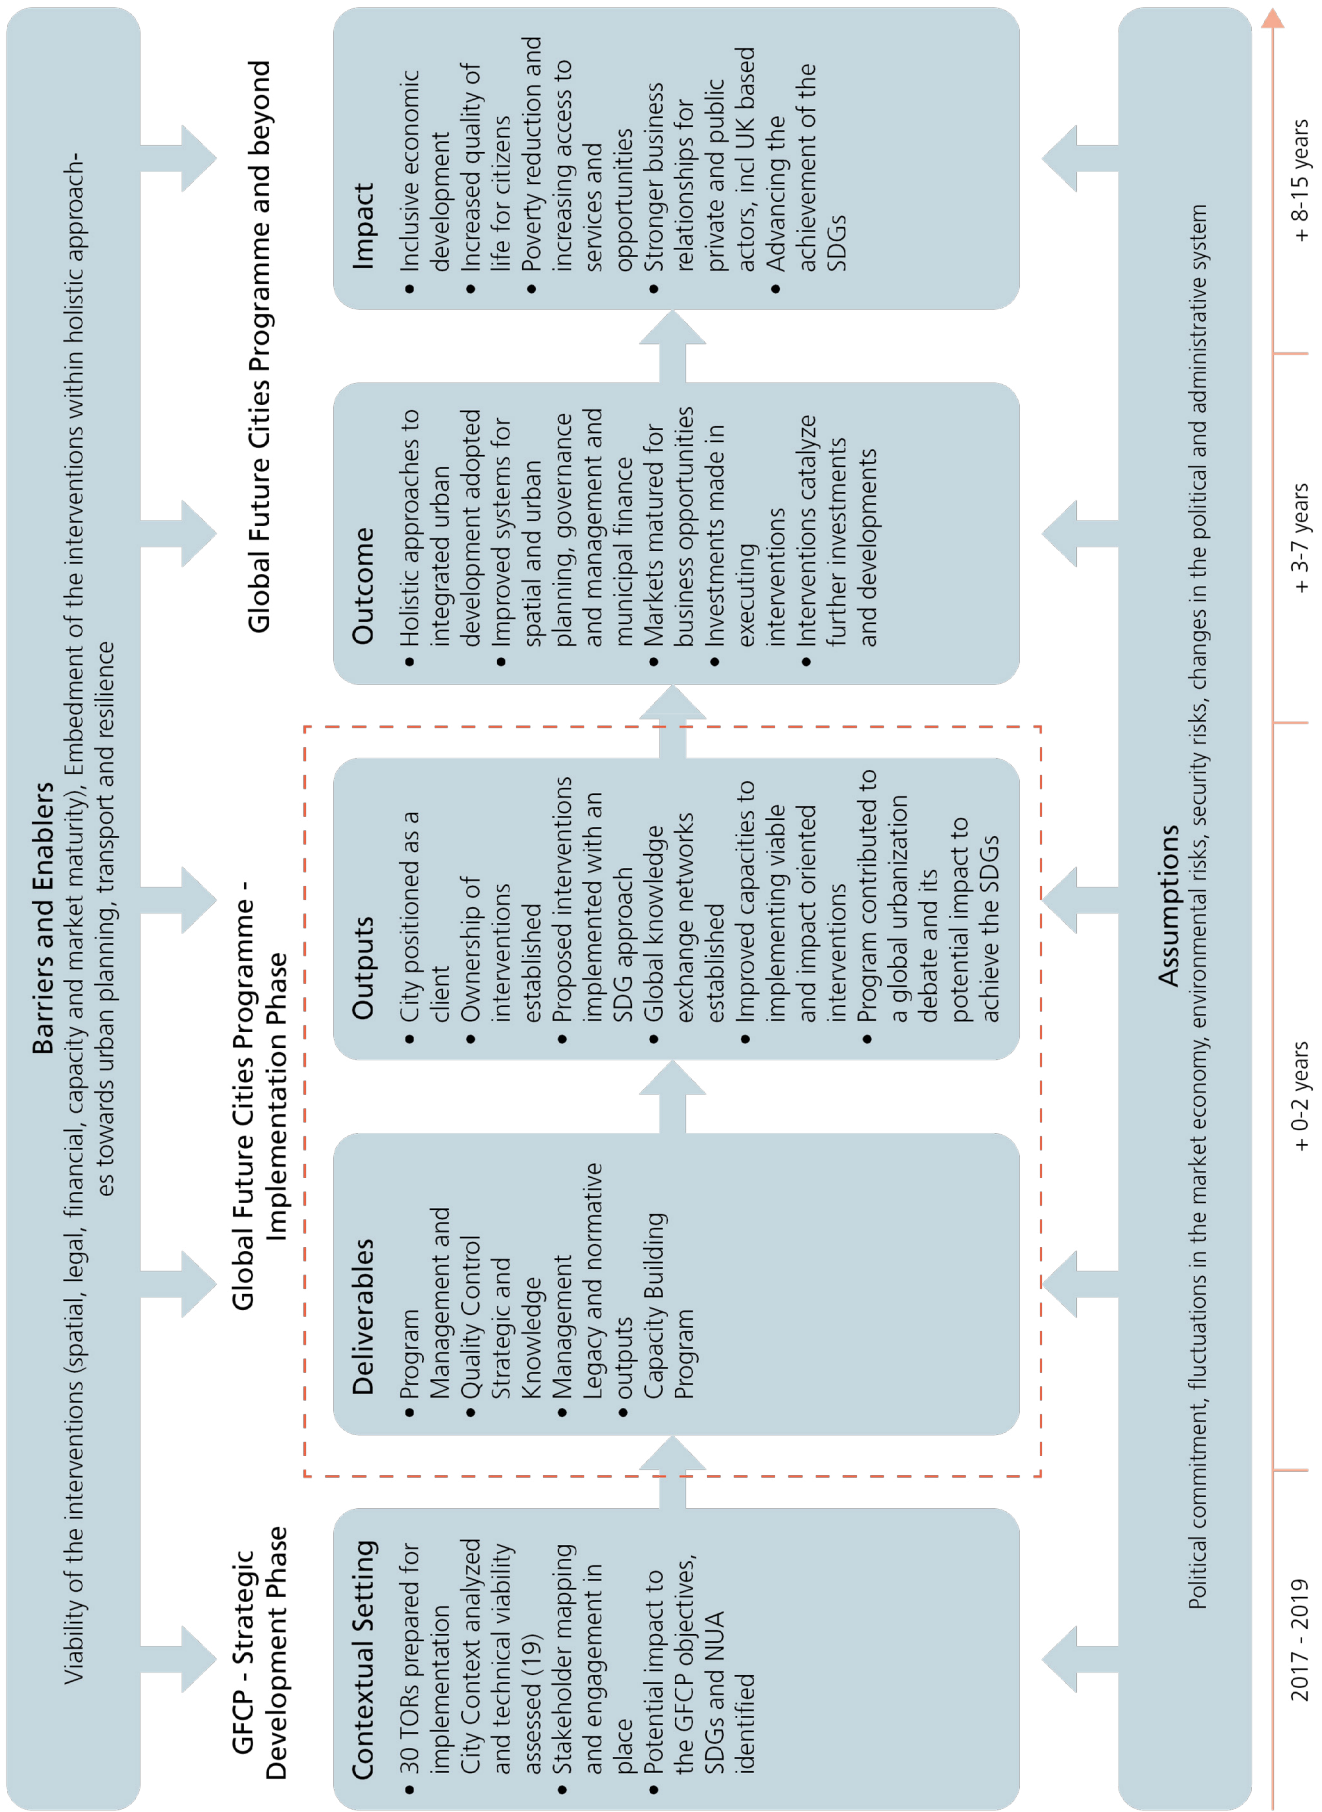 Barriers and Enablers
Viability of the interventions (spatial, legal, financial, capacity and market maturity), Embedment of the interventions within holistic approach-
es towards urban planning, transport and resilience
GFCP - Strategic
Development Phase
Global Future Cities Programme -
Implementation Phase
Global Future Cities Programme and beyond
Contextual Setting
• 30 TORs prepared for
implementation
City Context analyzed
and technical viability
assessed (19)
• Stakeholder mapping
and engagement in
place
• Potential impact to
the GFCP objectives,
SDGs and NUA
identified
Deliverables
• Program
Management and
• Quality Control
Strategic and
Knowledge
• Management
Legacy and normative
• outputs
Capacity Building
Program
Outputs
• City positioned as a
client
• Ownership of
interventions
established
• Proposed interventions
implemented with an
SDG approach
• Global knowledge
exchange networks
established
• Improved capacities to
implementing viable
and impact oriented
interventions
• Program contributed to
a global urbanization
debate and its
potential impact to
achieve the SDGs
Outcome
• Holistic approaches to
integrated urban
development adopted
• Improved systems for
spatial and urban
planning, governance
and management and
municipal finance
• Markets matured for
business opportunities
• Investments made in
executing
interventions
• Interventions catalyze
further investments
and developments
Impact
• Inclusive economic
development
• Increased quality of
life for citizens
• Poverty reduction and
increasing access to
services and
opportunities
• Stronger business
relationships for
private and public
actors, incl UK based
• Advancing the
achievement of the
SDGs
Assumptions
Political commitment, fluctuations in the market economy, environmental risks, security risks, changes in the political and administrative system
2017 - 2019
+ 0-2 years
+ 3-7 years
+ 8-15 years